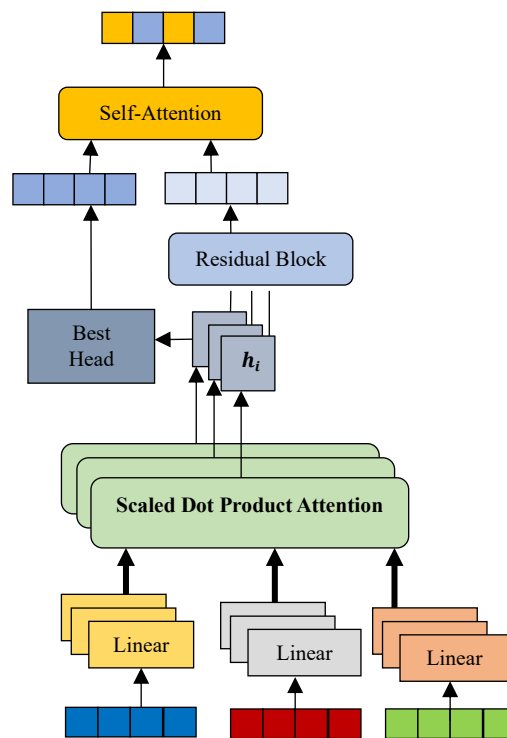 Self-Attention
Residual Block
Best
Head
h_i
Scaled Dot Product Attention
Linear
Linear
Linear